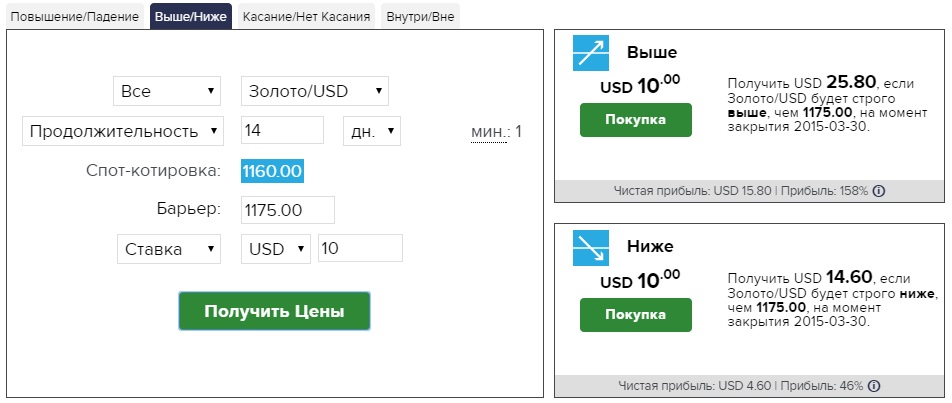 Повышение/Падение
Выше/Ниже
Касание/Нет Касания
Внутри/Вне
Все
Золото/USD
Продолжительность
14
дн.
мин.: 1
Спот-котировка:
1160.00
Барьер:
1175.00
Ставка
USD
10
Получить Цены
Выше
USD 10.00
Покупка
Получить USD 25.80, если
Золото/USD будет строго
выше, чем 1175.00, на момент
закрытия 2015-03-30.
Чистая прибыль: USD 15.80 | Прибыль: 158%
Ниже
USD 10.00
Покупка
Получить USD 14.60, если
Золото/USD будет строго ниже,
чем 1175.00, на момент
закрытия 2015-03-30.
Чистая прибыль: USD 4.60 | Прибыль: 46%